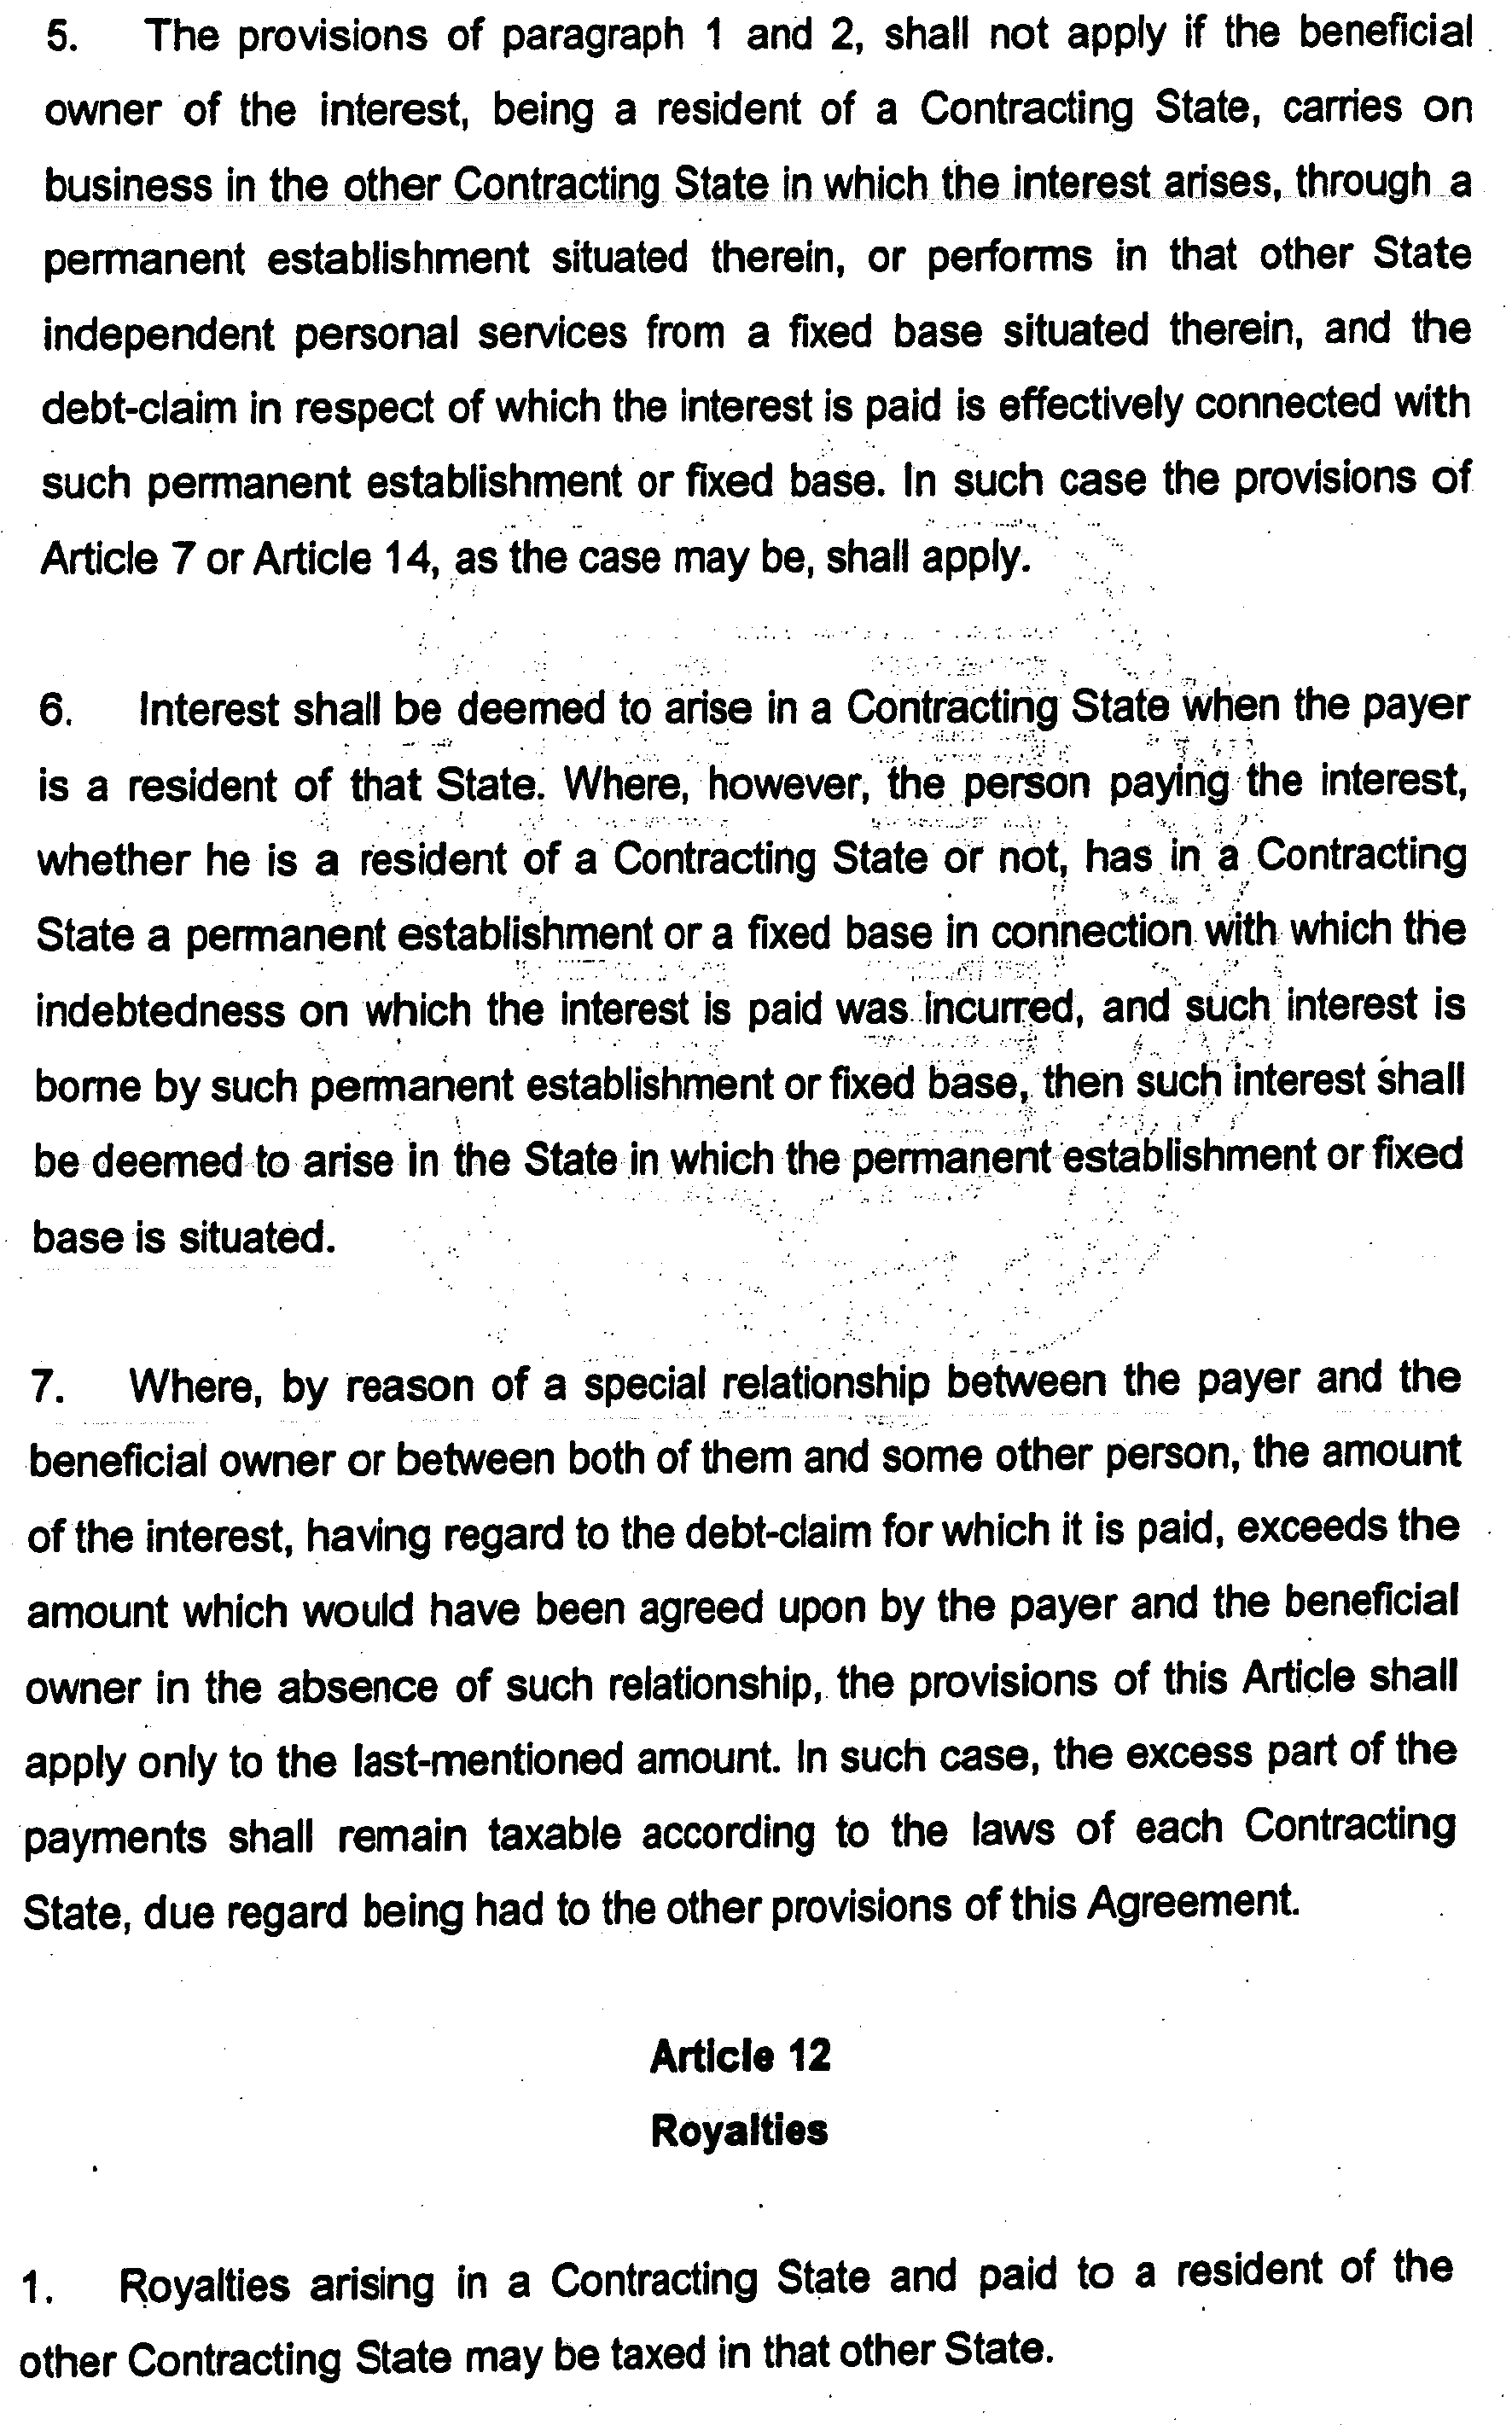 5. The provisions of paragraph 1 and 2, shall not apply if the beneficial
owner of the interest, being a resident of a Contracting State, carries on
business in the other Contracting State in which the interest arises, through a
permanent establishment situated therein, or performs in that other State
independent personal services from a fixed base situated therein, and the
debt-claim in respect of which the interest is paid is effectively connected with
such permanent establishment or fixed base. In such case the provisions of
Article 7 or Article 14, as the case may be, shall apply.
6. Interest shall be deemed to arise in a Contracting State when the payer
is a resident of that State. Where, however, the person paying the interest,
whether he is a resident of a Contracting State or not, has in a Contracting
State a permanent establishment or a fixed base in connection with which the
indebtedness on which the interest is paid was incurred, and such interest is
borne by such permanent establishment or fixed base, then such interest shall
be deemed to arise in the State in which the permanent establishment or fixed
base is situated.
7. Where, by reason of a special relationship between the payer and the
beneficial owner or between both of them and some other person, the amount
of the interest, having regard to the debt-claim for which it is paid, exceeds the
amount which would have been agreed upon by the payer and the beneficial
owner in the absence of such relationship, the provisions of this Article shall
apply only to the last-mentioned amount. In such case, the excess part of the
payments shall remain taxable according to the laws of each Contracting
State, due regard being had to the other provisions of this Agreement.
Article 12
Royalties
1. Royalties arising in a Contracting State and paid to a resident of the
other Contracting State may be taxed in that other State.